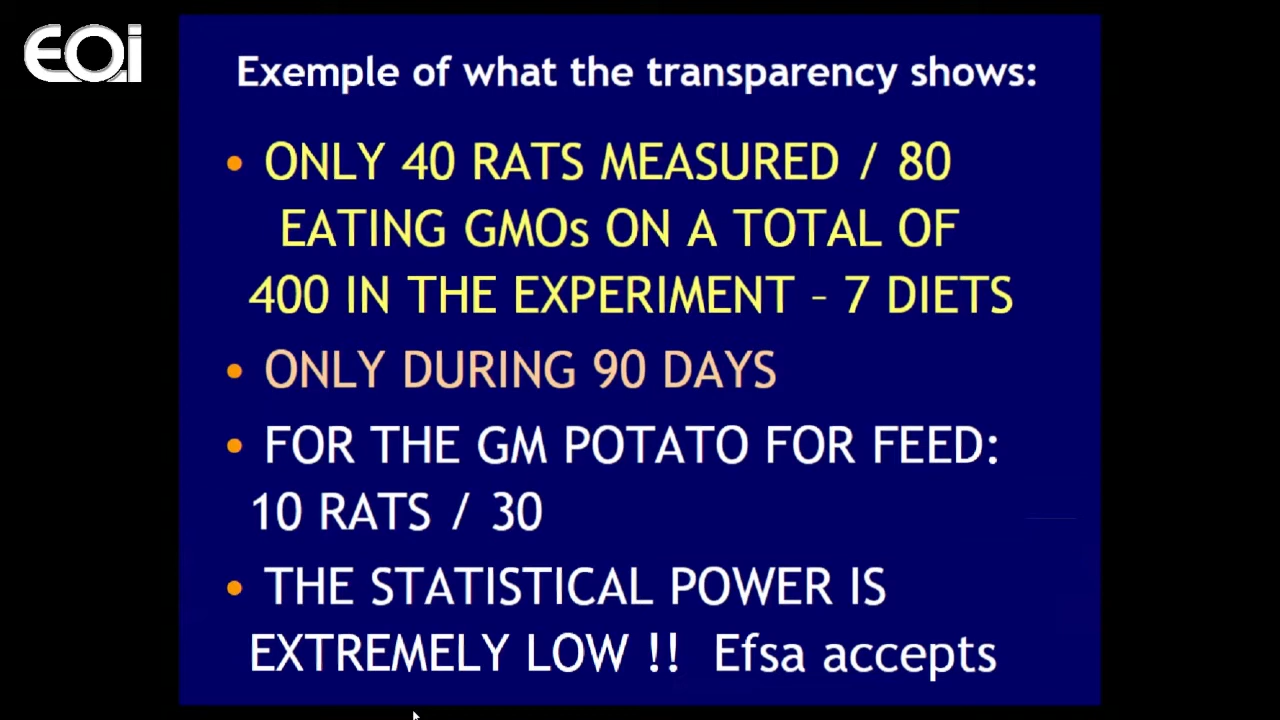 EOi
Exemple of what the transparency shows:
• ONLY 40 RATS MEASURED / 80
EATING GMOs ON A TOTAL OF
400 IN THE EXPERIMENT – 7 DIETS
• ONLY DURING 90 DAYS
• FOR THE GM POTATO FOR FEED:
10 RATS / 30
• THE STATISTICAL POWER IS
EXTREMELY LOW !! Efsa accepts